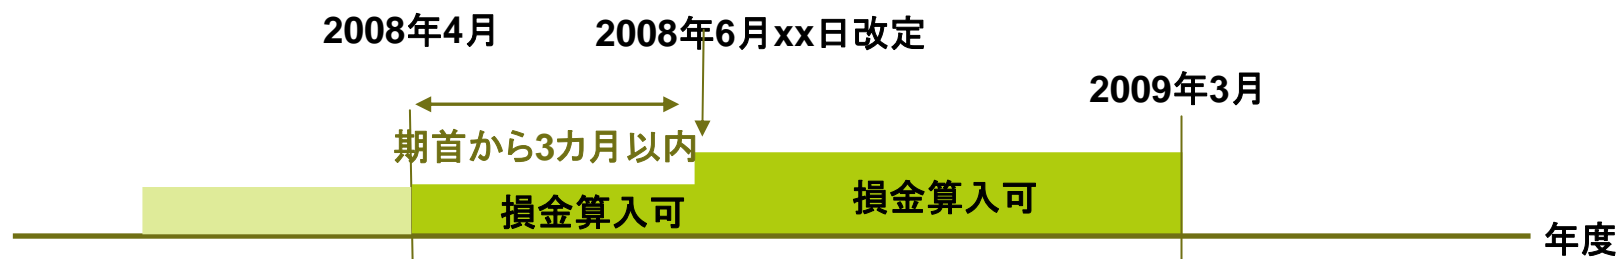 2008年4月
2008年6月xx日改定
2009年3月
期首から3カ月以内
損金算入可
損金算入可
年度